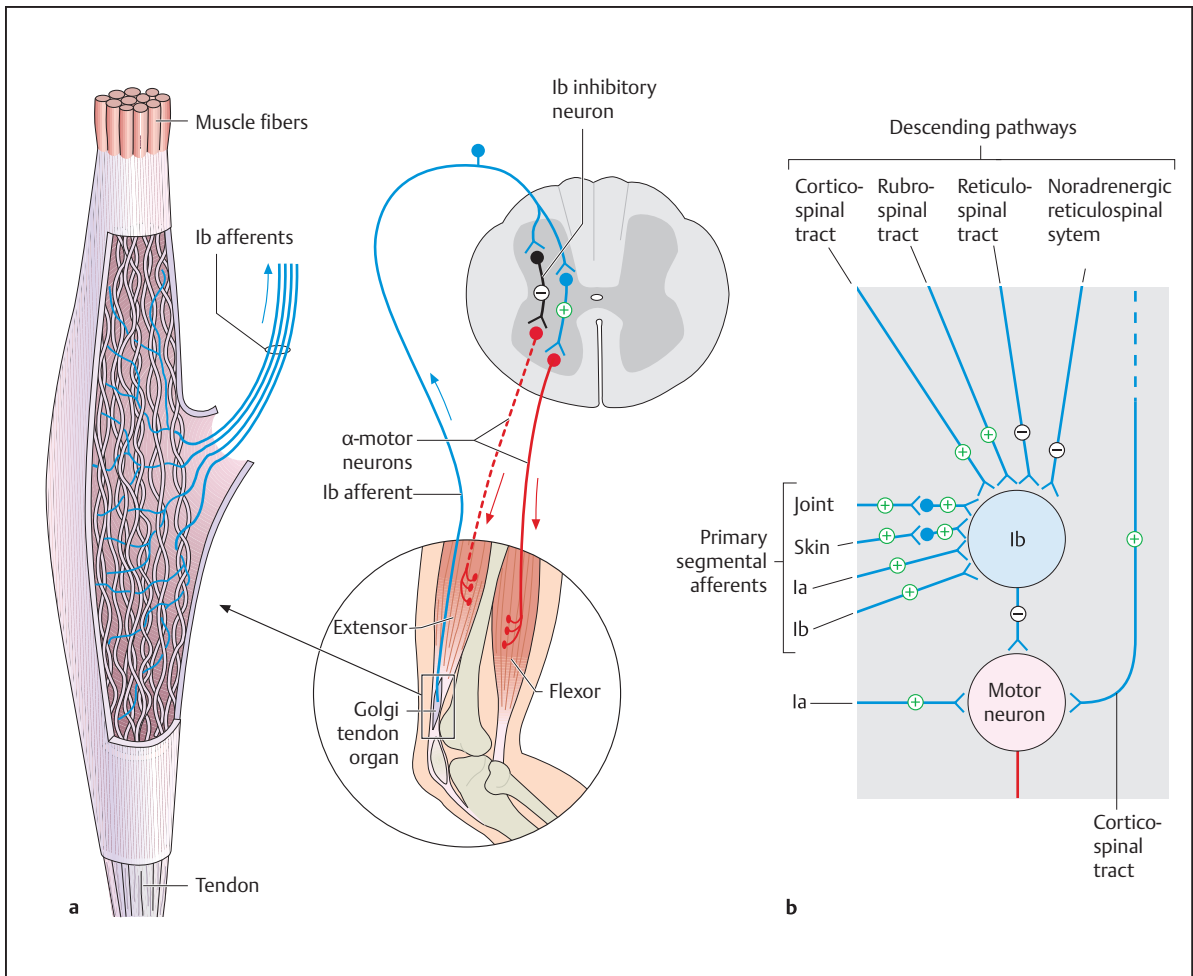 Muscle fibers
Ib afferents
Tendon
a
Ib inhibitory
neuron
α-motor
neurons
Ib afferent
Extensor
Flexor
Golgi
tendon
organ
Descending pathways
Cortico-
spinal
tract
Rubro-
spinal
tract
Reticulo-
spinal
tract
Noradrenergic
reticulospinal
sytem
Primary
segmental
afferents
Joint
Skin
Ia
Ib
Ia
Ib
Motor
neuron
Cortico-
spinal
tract
b